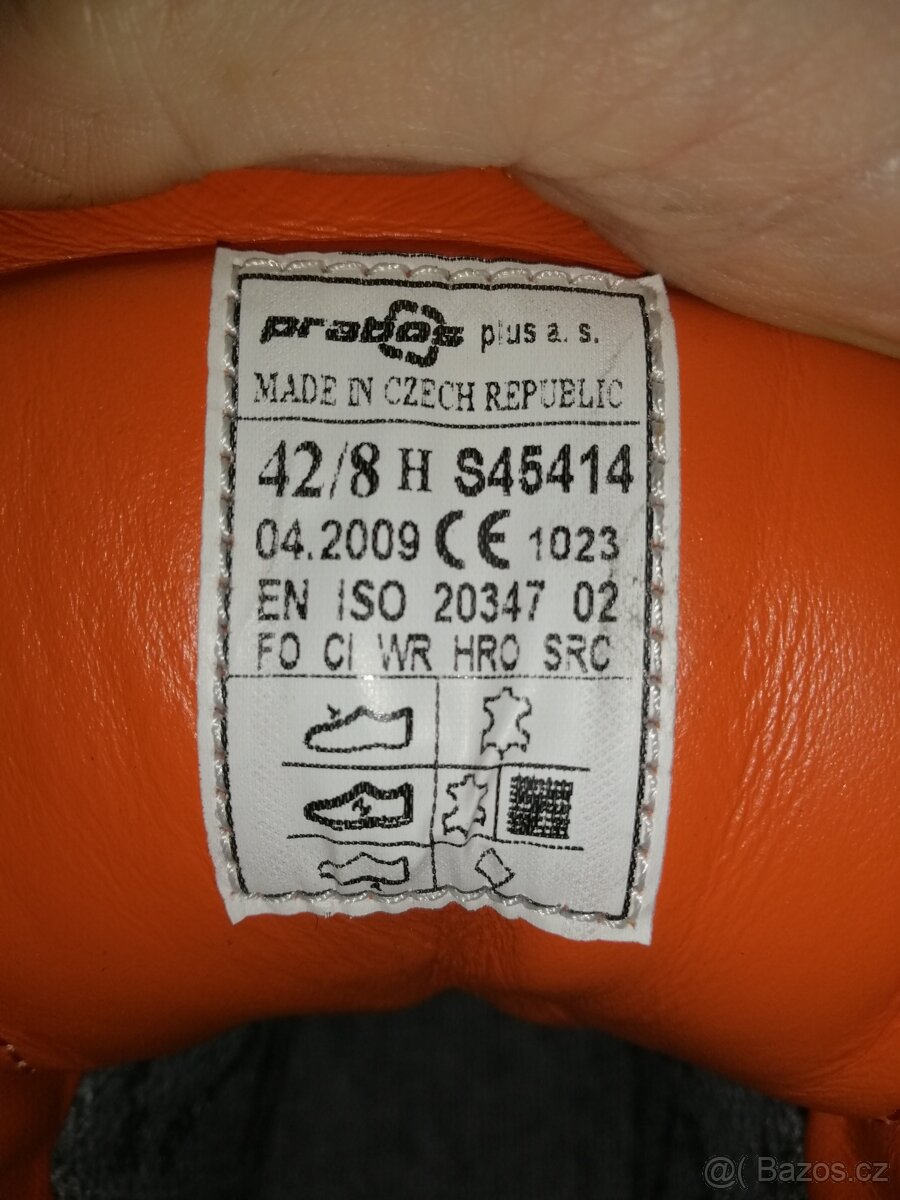 prabos plus a. s.
MADE IN CZECH REPUBLIC
42/8 H S45414
04.2009 CE 1023
EN ISO 20347 02
FO CI WR HRO SRC
@( Bazos.cz